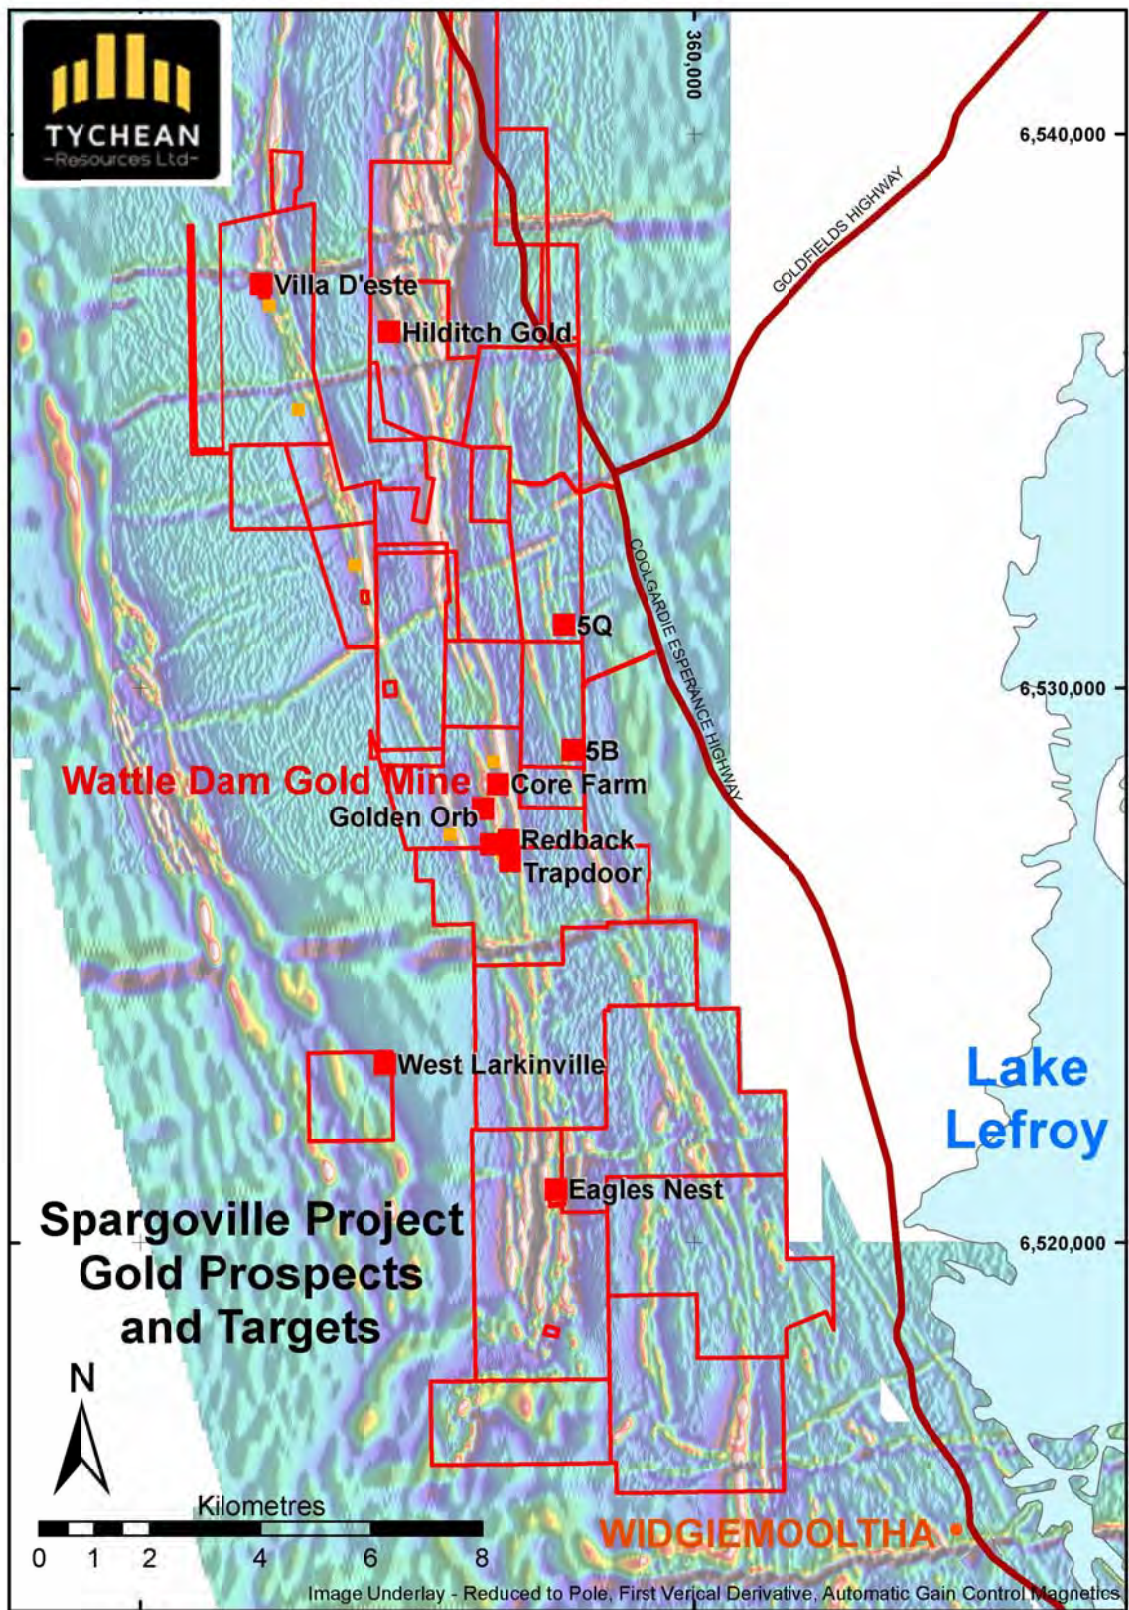 TYCHEAN
-Resources Ltd-
360,000
6,540,000
GOLDFIELDS HIGHWAY
Villa D'este
Hilditch Gold
COOLGARDIE ESPERANCE HIGHWAY
5Q
6,530,000
5B
Wattle Dam Gold Mine
Core Farm
Golden Orb
Redback
Trapdoor
West Larkinville
Lake
Lefroy
Eagles Nest
Spargoville Project
Gold Prospects
and Targets
6,520,000
N
Kilometres
0 1 2 4 6 8
WIDGIEMOOLTHA
Image Underlay - Reduced to Pole, First Verical Derivative, Automatic Gain Control Magnetics